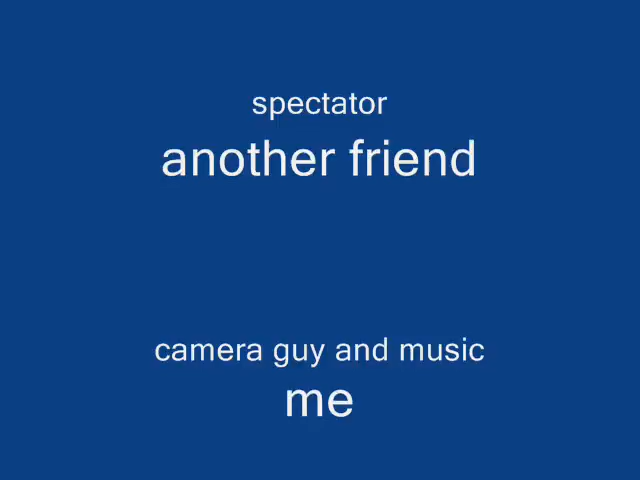 spectator
another friend
camera guy and music
me